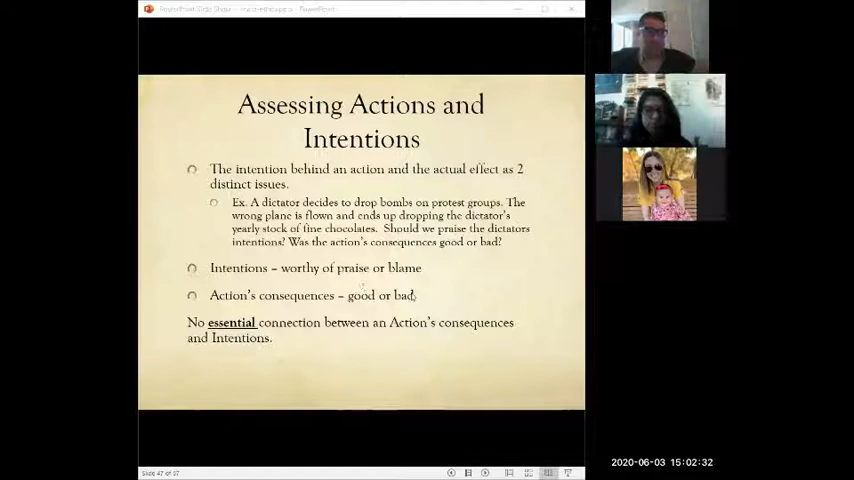 Assessing Actions and
Intentions
The intention behind an action and the actual effect as 2
distinct issues.
Ex. A dictator decides to drop bombs on protest groups. The
wrong plane is flown and ends up dropping the dictator's
yearly stock of fine chocolates. Should we praise the dictators
intentions? Was the action's consequences good or bad?
Intentions – worthy of praise or blame
Action's consequences – good or bad
No essential connection between an Action's consequences
and Intentions.
2020-06-03 15:02:32